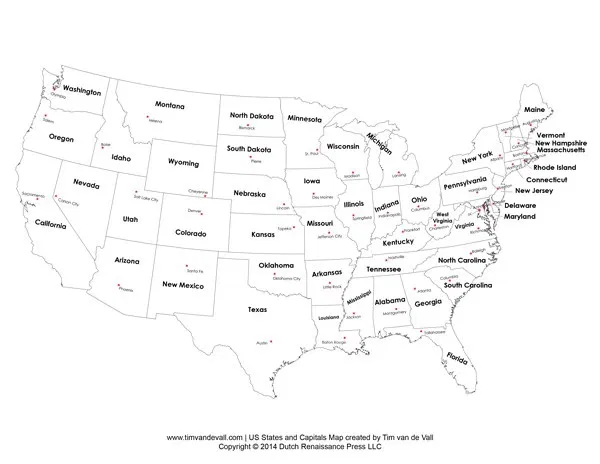 Washington
Olympia
Montana
Helena
North Dakota
Bismarck
Minnesota
St. Paul
Maine
Augusta
Vermont
New Hampshire
Massachusetts
Rhode Island
Connecticut
New Jersey
Delaware
Maryland
Michigan
Lansing
Wisconsin
Madison
New York
Albany
Salem
Oregon
Boise
Idaho
Wyoming
Cheyenne
South Dakota
Pierre
Nebraska
Lincoln
Iowa
Des Moines
Illinois
Springfield
Indiana
Indianapolis
Ohio
Columbus
Pennsylvania
Harrisburg
Nevada
Carson City
Sacramento
California
Salt Lake City
Utah
Denver
Colorado
Kansas
Topeka
Missouri
Jefferson City
Kentucky
Frankfort
West
Virginia
Charleston
Virginia
Richmond
Arizona
Phoenix
Santa Fe
New Mexico
Oklahoma
Oklahoma City
Arkansas
Little Rock
Tennessee
Nashville
North Carolina
Raleigh
South Carolina
Columbia
Texas
Austin
Louisiana
Baton Rouge
Mississippi
Jackson
Alabama
Montgomery
Georgia
Atlanta
Tallahassee
Florida
www.timvandevall.com | US States and Capitals Map created by Tim van de Vall
Copyright © 2014 Dutch Renaissance Press LLC